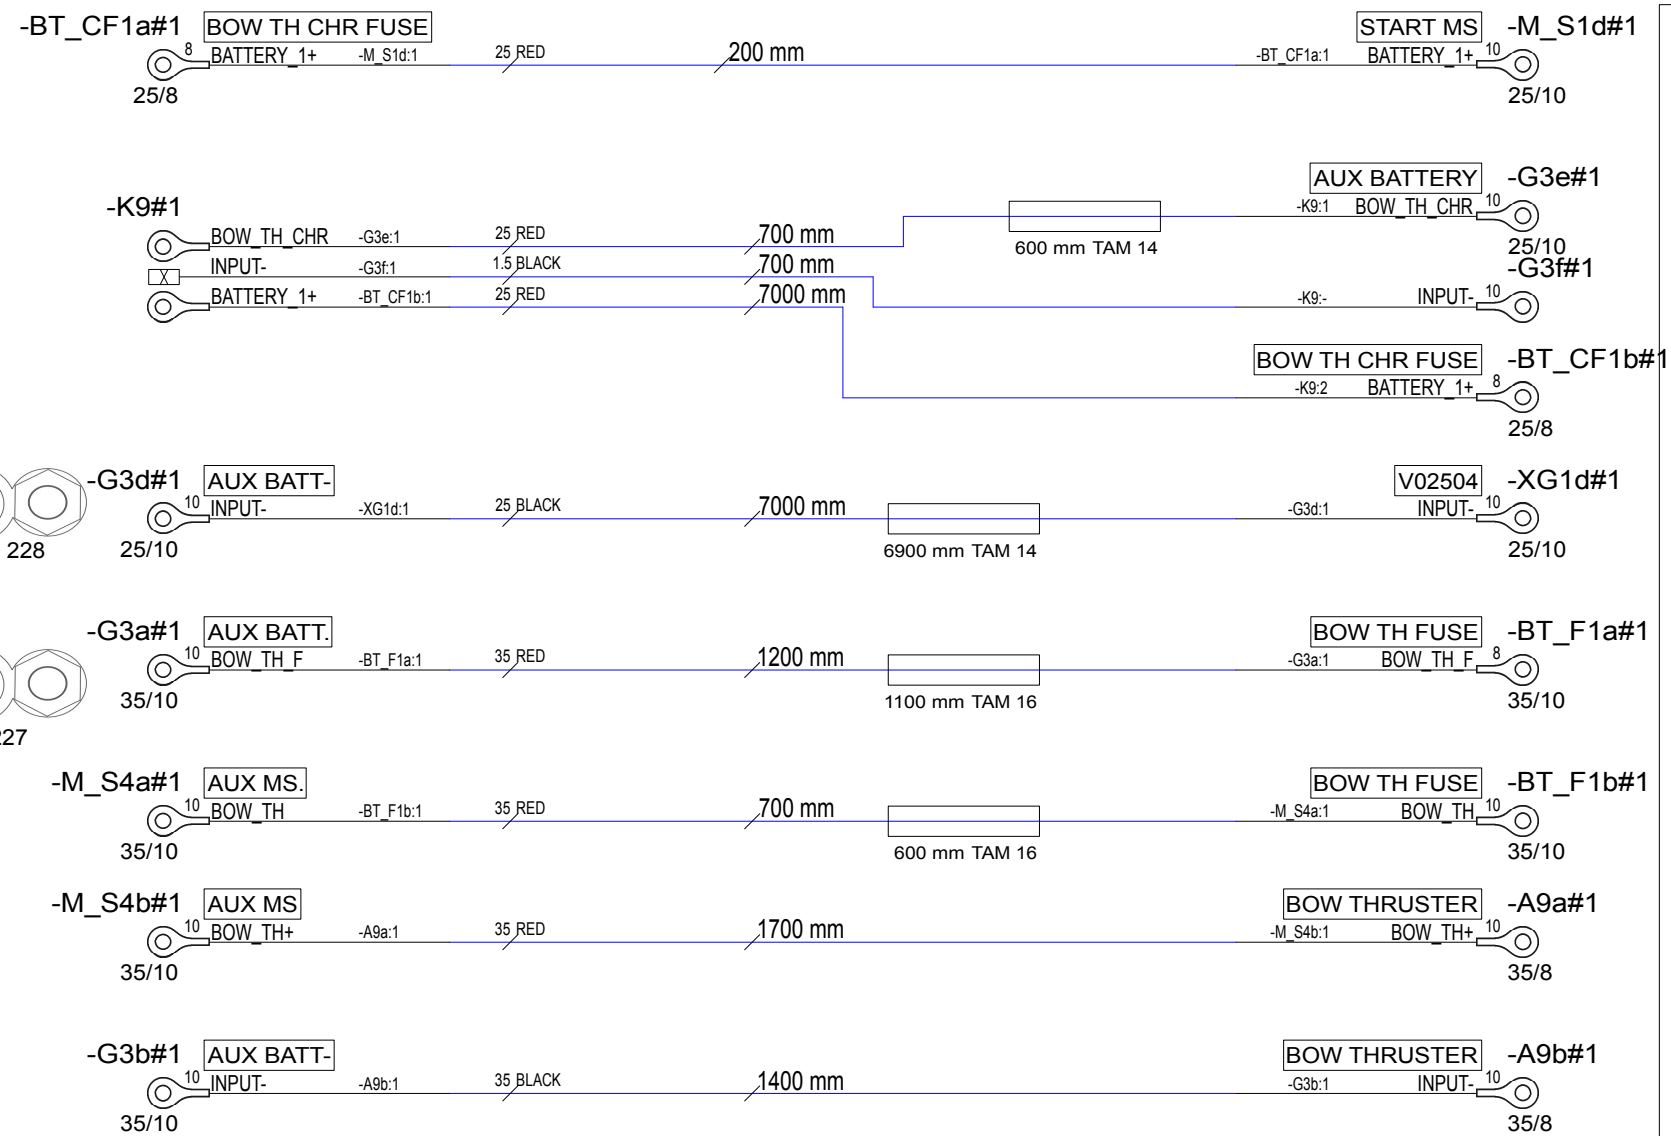 -BT_CF1a#1 BOW TH CHR FUSE START MS -M_S1d#1
8 BATTERY_1+ -M_S1d:1 25 RED 200 mm -BT_CF1a:1 BATTERY_1+ 10
25/8 25/10
AUX BATTERY -G3e#1
-K9#1 -K9:1 BOW_TH_CHR 10
BOW_TH_CHR -G3e:1 25 RED 700 mm 600 mm TAM 14 25/10
INPUT- -G3f:1 1.5 BLACK 700 mm -G3f#1
X
BATTERY_1+ -BT_CF1b:1 25 RED 7000 mm -K9:- INPUT- 10
BOW TH CHR FUSE -BT_CF1b#1
-K9:2 BATTERY_1+ 8
25/8
-G3d#1 AUX BATT- V02504 -XG1d#1
10 INPUT- -XG1d:1 25 BLACK 7000 mm -G3d:1 INPUT- 10
228 25/10 6900 mm TAM 14 25/10
-G3a#1 AUX BATT. BOW TH FUSE -BT_F1a#1
10 BOW_TH_F -BT_F1a:1 35 RED 1200 mm -G3a:1 BOW_TH_F 8
35/10 1100 mm TAM 16 35/10
227
-M_S4a#1 AUX MS. BOW TH FUSE -BT_F1b#1
10 BOW_TH -BT_F1b:1 35 RED 700 mm -M_S4a:1 BOW_TH 10
35/10 600 mm TAM 16 35/10
-M_S4b#1 AUX MS BOW THRUSTER -A9a#1
10 BOW_TH+ -A9a:1 35 RED 1700 mm -M_S4b:1 BOW_TH+ 10
35/10 35/8
-G3b#1 AUX BATT- BOW THRUSTER -A9b#1
10 INPUT- -A9b:1 35 BLACK 1400 mm -G3b:1 INPUT- 10
35/10 35/8